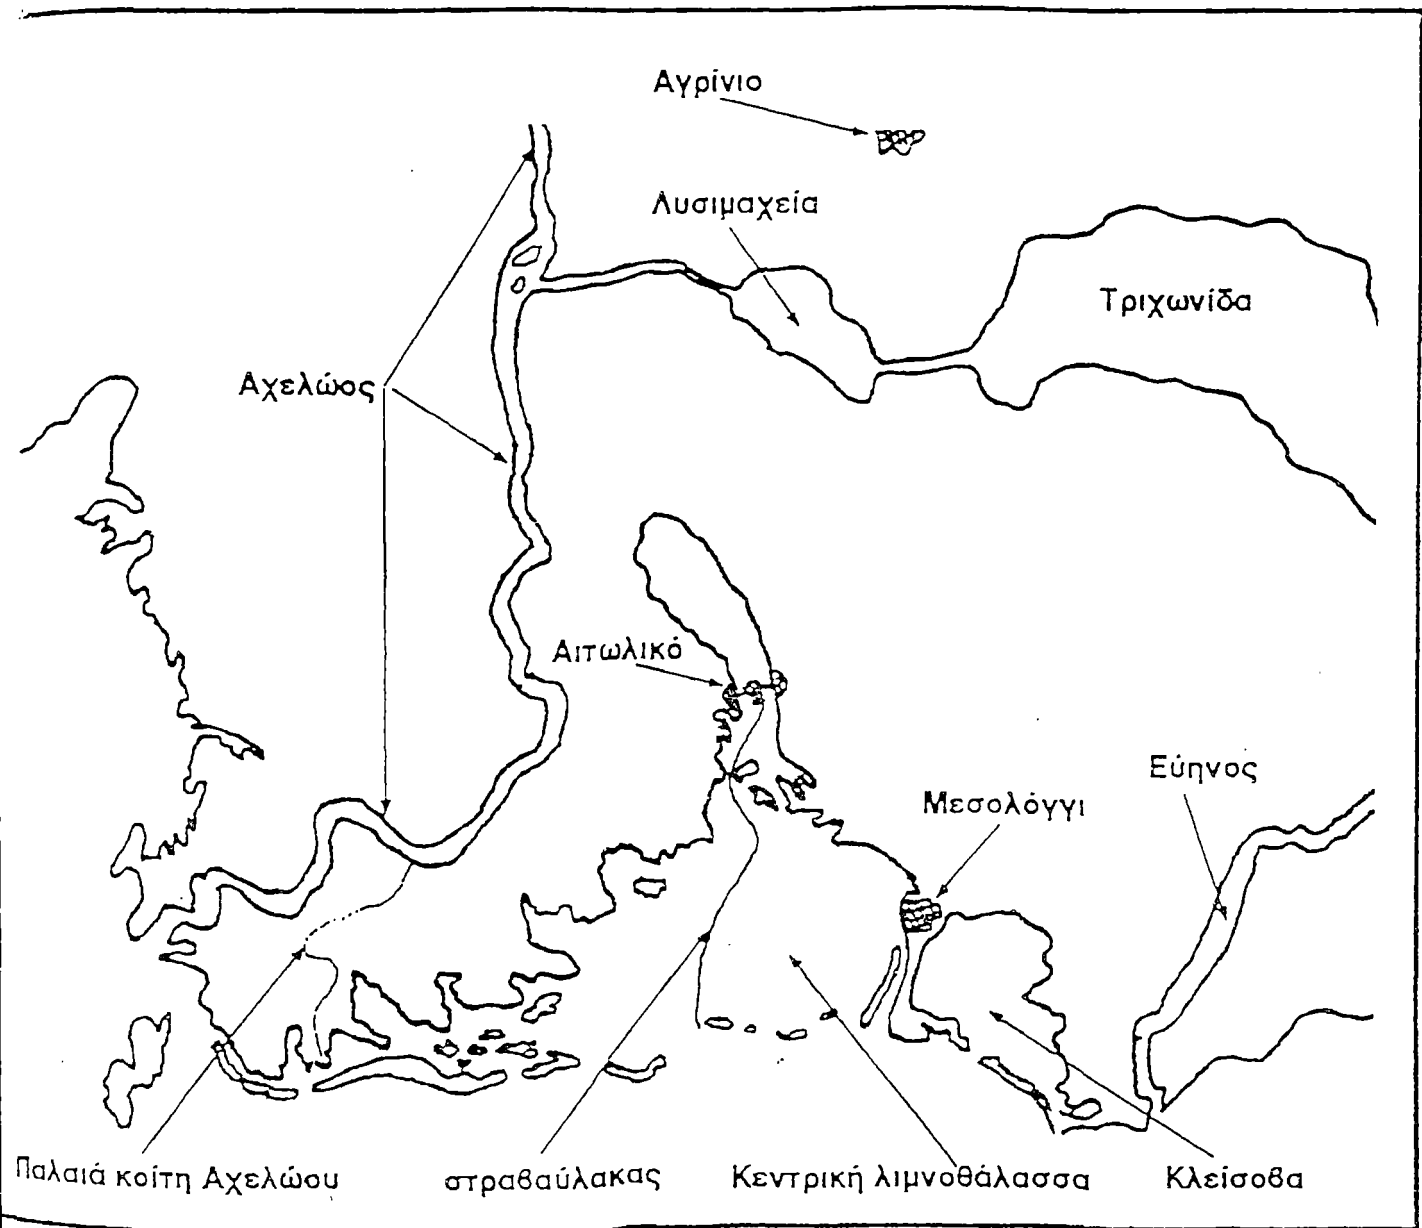 Αγρίνιο
Λυσιμαχεία
Τριχωνίδα
Αχελώος
Αιτωλικό
Εύηνος
Μεσολόγγι
Παλαιά κοίτη Αχελώου
στραβαύλακας
Κεντρική λιμνοθάλασσα
Κλείσοβα